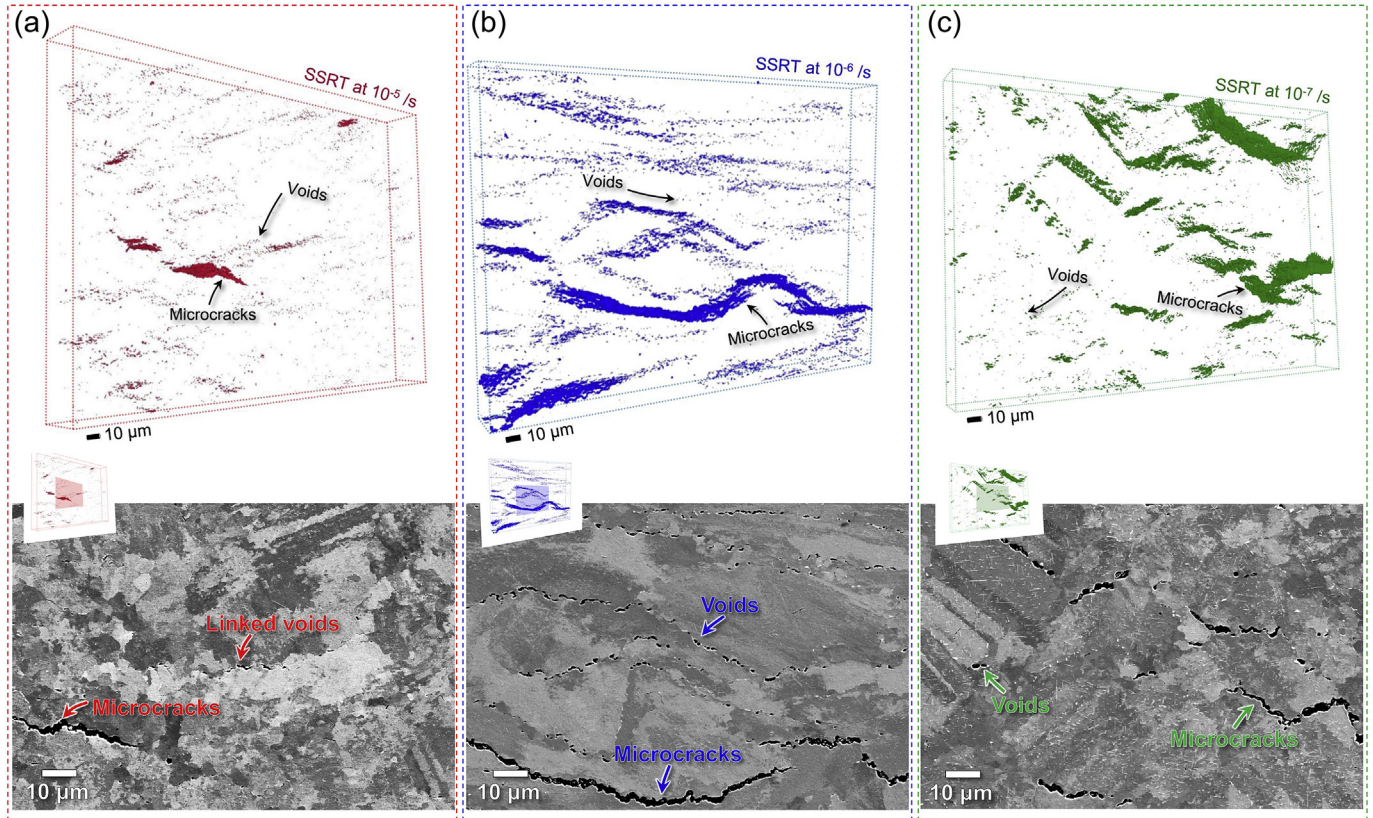 (a)
SSRT at 10⁻⁵ /s
Voids
Microcracks
10 µm
Linked voids
Microcracks
10 µm
(b)
SSRT at 10⁻⁶ /s
Voids
Microcracks
10 µm
Voids
Microcracks
10 µm
(c)
SSRT at 10⁻⁷ /s
Voids
Microcracks
10 µm
Voids
Microcracks
10 µm